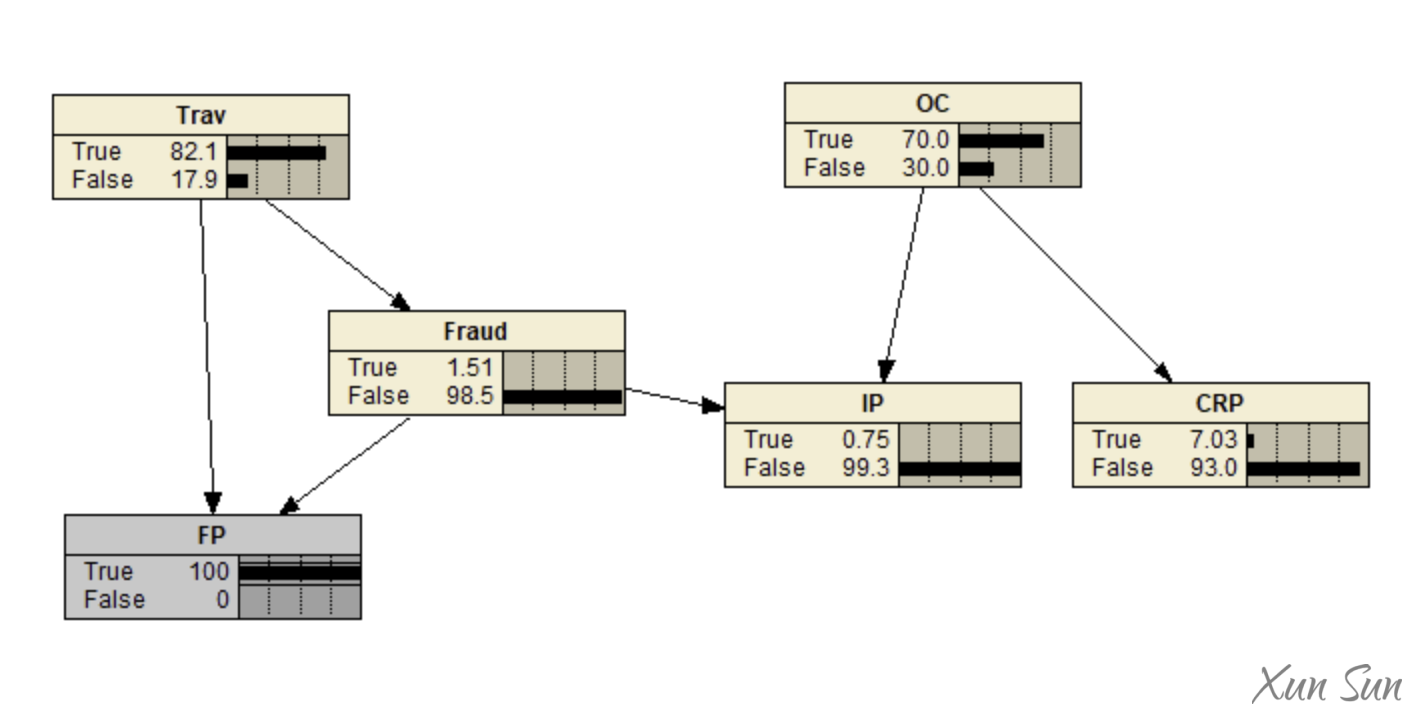 Trav
True 82.1
False 17.9
OC
True 70.0
False 30.0
Fraud
True 1.51
False 98.5
IP
True 0.75
False 99.3
CRP
True 7.03
False 93.0
FP
True 100
False 0
Xun Sun